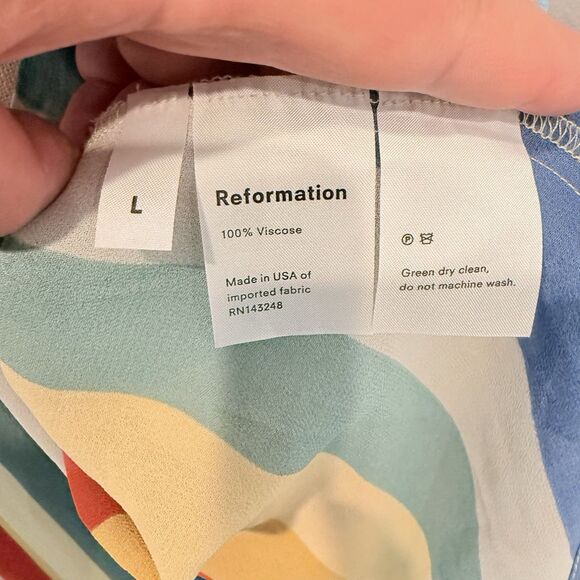 L
Reformation
100% Viscose
Made in USA of
imported fabric
RN143248
P
Green dry clean,
do not machine wash.